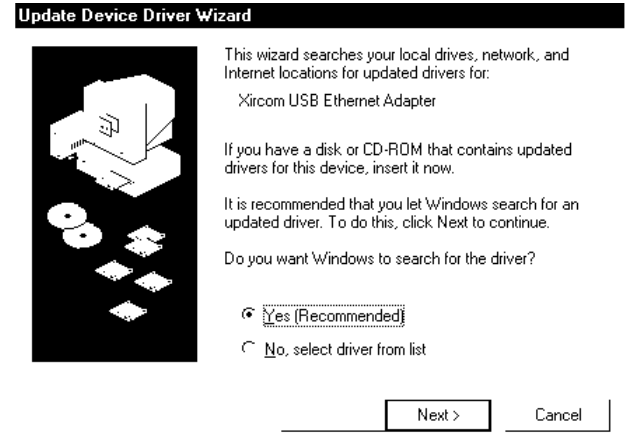 Update Device Driver Wizard
This wizard searches your local drives, network, and
Internet locations for updated drivers for:
Xircom USB Ethernet Adapter
If you have a disk or CD-ROM that contains updated
drivers for this device, insert it now.
It is recommended that you let Windows search for an
updated driver. To do this, click Next to continue.
Do you want Windows to search for the driver?
Yes (Recommended)
No, select driver from list
Next >
Cancel